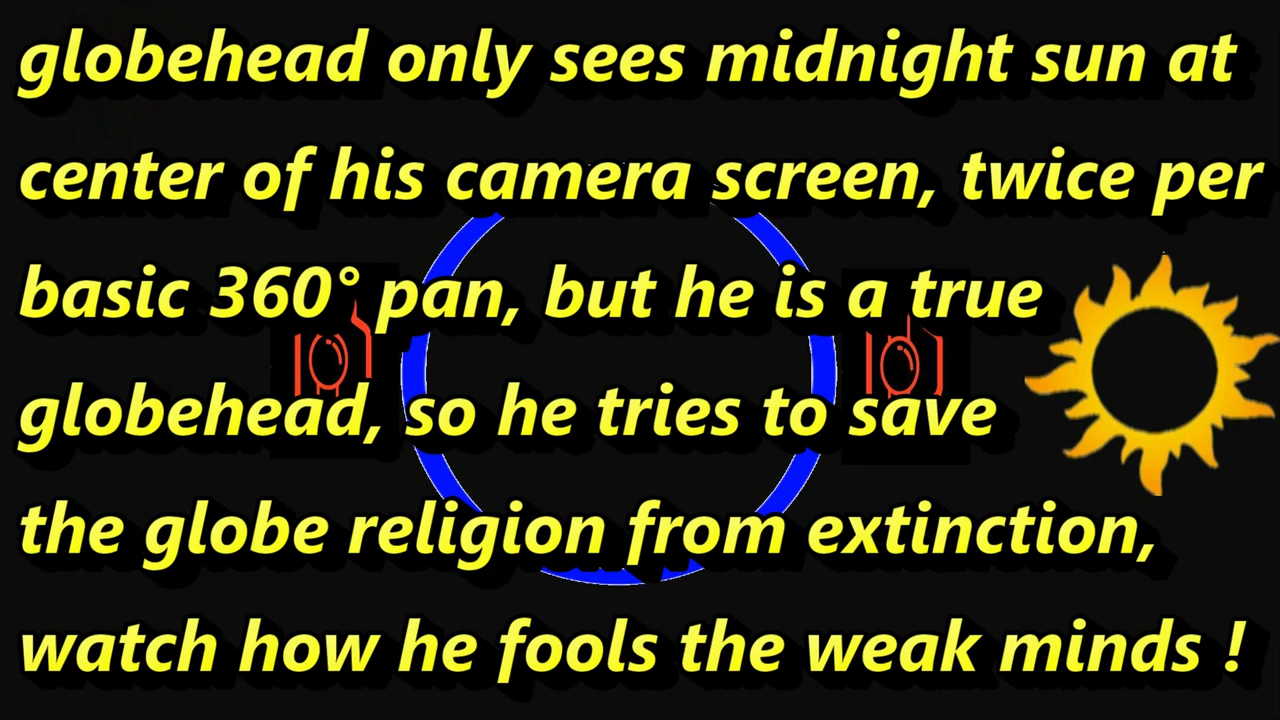 globehead only sees midnight sun at
center of his camera screen, twice per
basic 360° pan, but he is a true
globehead, so he tries to save
the globe religion from extinction,
watch how he fools the weak minds !